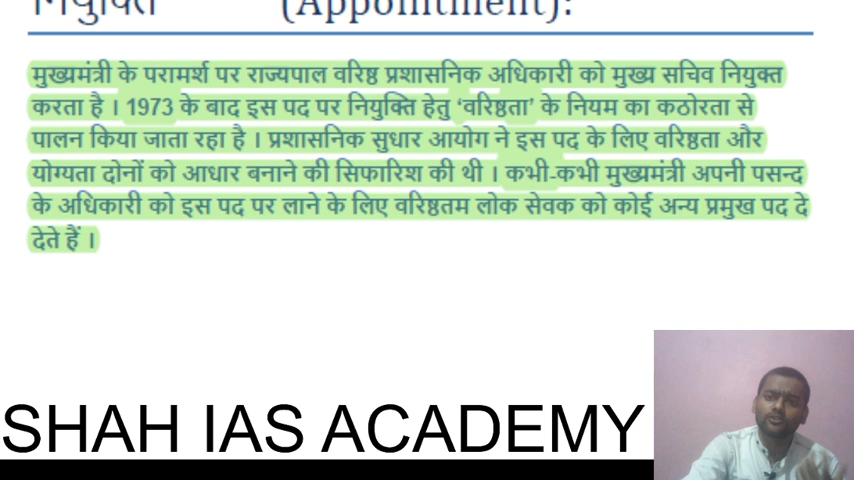 नियुक्ति (Appointment):
मुख्यमंत्री के परामर्श पर राज्यपाल वरिष्ठ प्रशासनिक अधिकारी को मुख्य सचिव नियुक्त
करता है । 1973 के बाद इस पद पर नियुक्ति हेतु ‘वरिष्ठता’ के नियम का कठोरता से
पालन किया जाता रहा है । प्रशासनिक सुधार आयोग ने इस पद के लिए वरिष्ठता और
योग्यता दोनों को आधार बनाने की सिफारिश की थी । कभी-कभी मुख्यमंत्री अपनी पसन्द
के अधिकारी को इस पद पर लाने के लिए वरिष्ठतम लोक सेवक को कोई अन्य प्रमुख पद दे
देते हैं ।
SHAH IAS ACADEMY